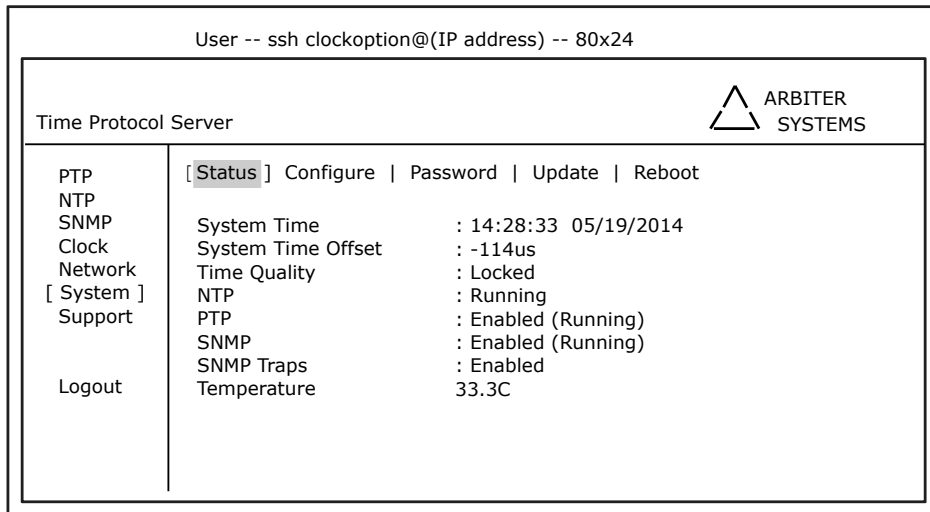 User -- ssh clockoption@(IP address) -- 80x24
ARBITER
SYSTEMS
Time Protocol Server
PTP
NTP
SNMP
Clock
Network
[ System ]
Support
Logout
[ Status ] Configure | Password | Update | Reboot
System Time : 14:28:33 05/19/2014
System Time Offset : -114us
Time Quality : Locked
NTP : Running
PTP : Enabled (Running)
SNMP : Enabled (Running)
SNMP Traps : Enabled
Temperature 33.3C